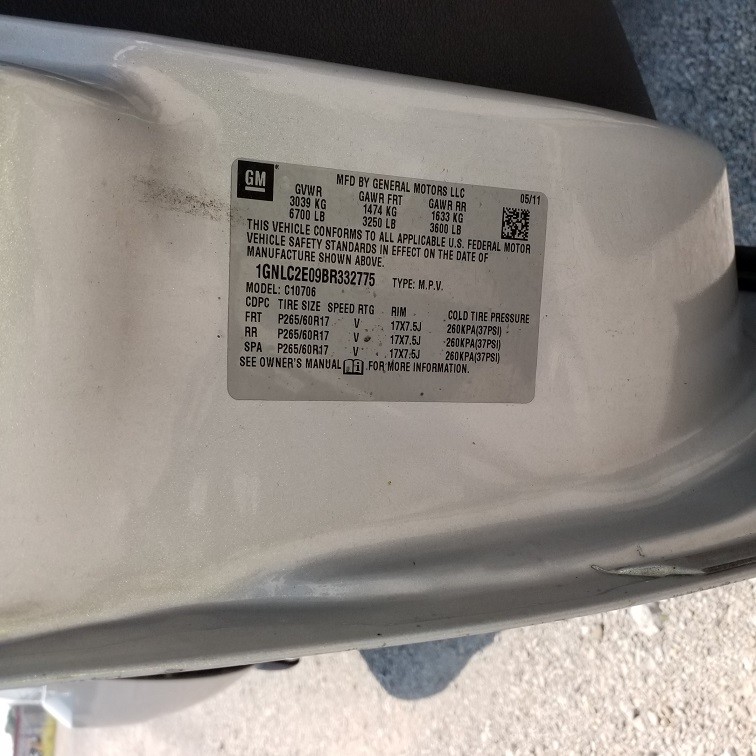 GM
MFD BY GENERAL MOTORS LLC
05/11
GVWR GAWR FRT GAWR RR
3039 KG 1474 KG 1633 KG
6700 LB 3250 LB 3600 LB
THIS VEHICLE CONFORMS TO ALL APPLICABLE U.S. FEDERAL MOTOR
VEHICLE SAFETY STANDARDS IN EFFECT ON THE DATE OF
MANUFACTURE SHOWN ABOVE.
1GNLC2E09BR332775 TYPE: M.P.V.
MODEL: C10706
CDPC TIRE SIZE SPEED RTG RIM COLD TIRE PRESSURE
FRT P265/60R17 V 17X7.5J 260KPA(37PSI)
RR P265/60R17 V 17X7.5J 260KPA(37PSI)
SPA P265/60R17 V 17X7.5J 260KPA(37PSI)
SEE OWNER'S MANUAL FOR MORE INFORMATION.